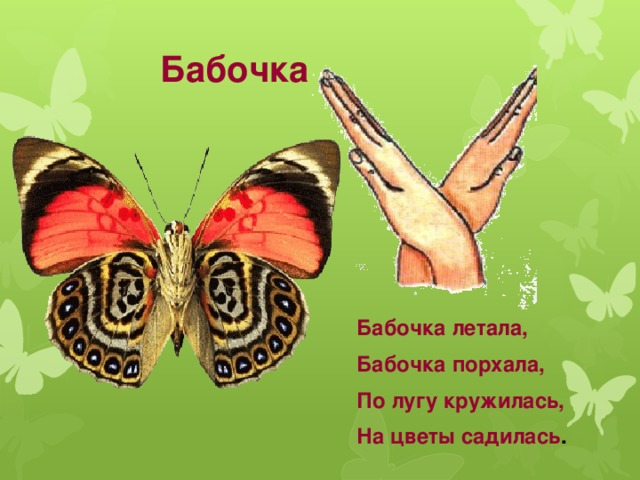 Бабочка
Бабочка летала,
Бабочка порхала,
По лугу кружилась,
На цветы садилась.